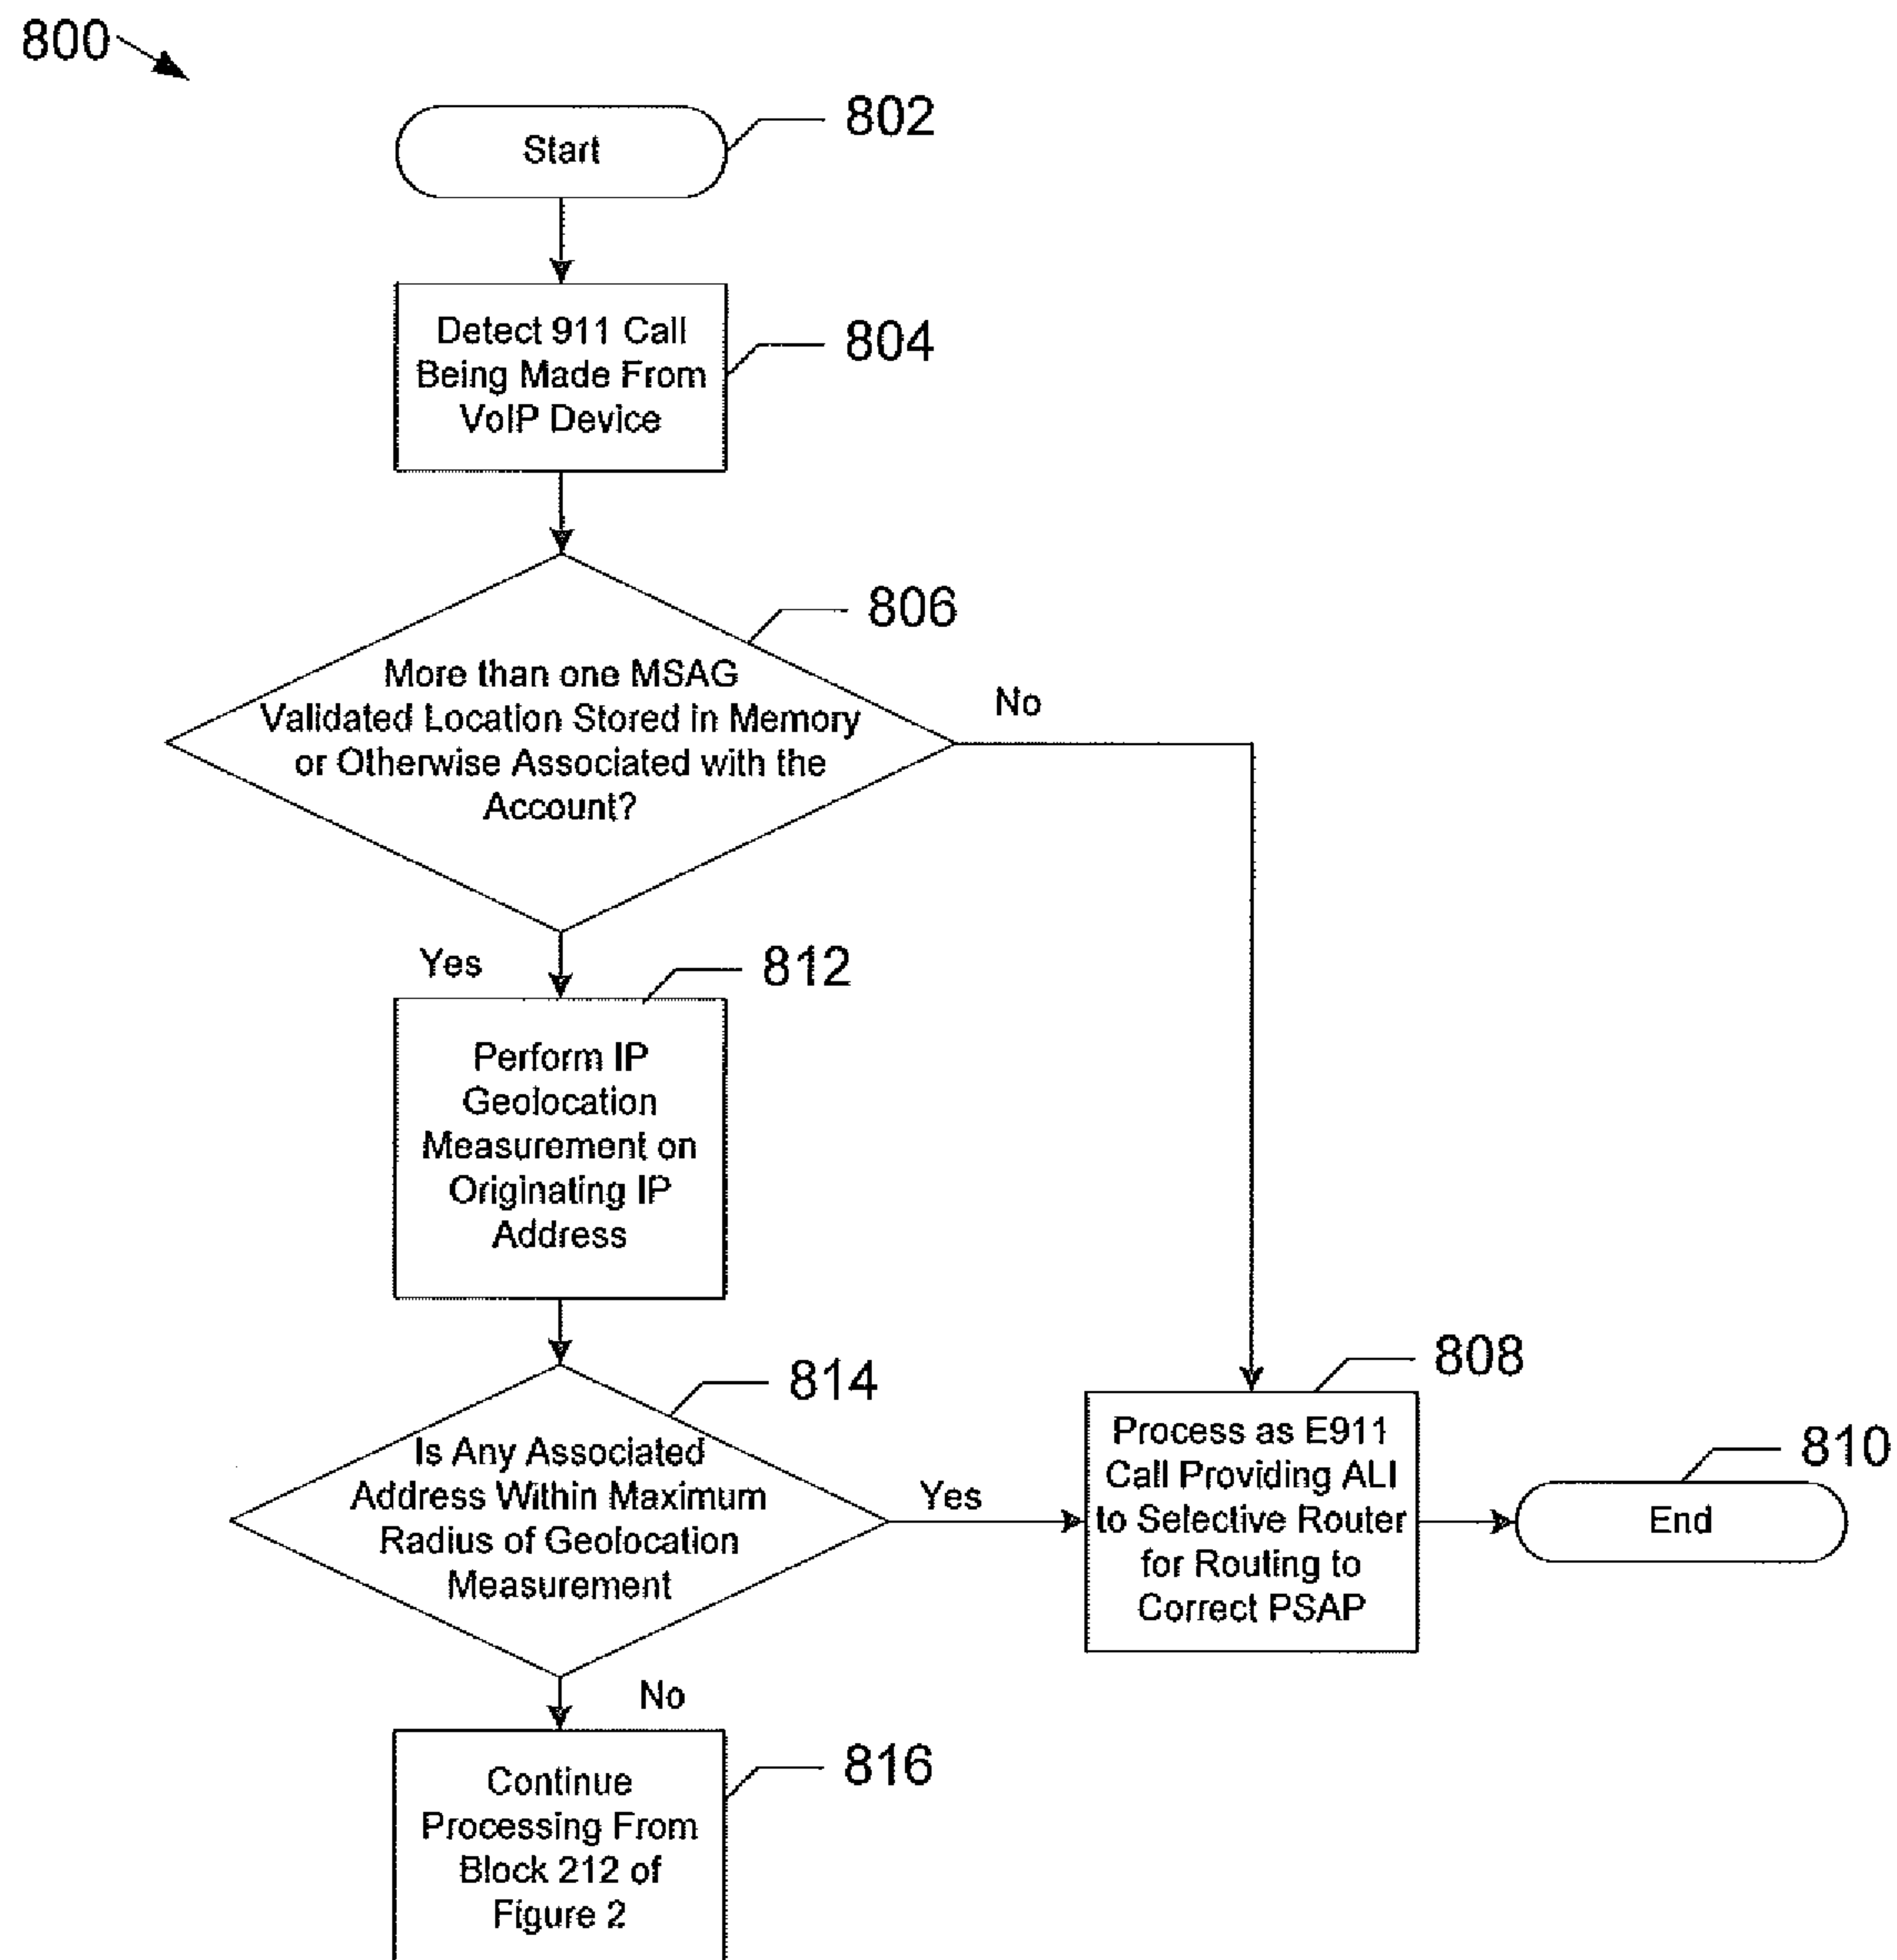 800
Start
802
Detect 911 Call
Being Made From
VoIP Device
804
806
More than one MSAG
Validated Location Stored in Memory
or Otherwise Associated with the
Account?
No
Yes
812
Perform IP
Geolocation
Measurement on
Originating IP
Address
814
Is Any Associated
Address Within Maximum
Radius of Geolocation
Measurement
Yes
808
Process as E911
Call Providing ALI
to Selective Router
for Routing to
Correct PSAP
810
End
No
816
Continue
Processing From
Block 212 of
Figure 2